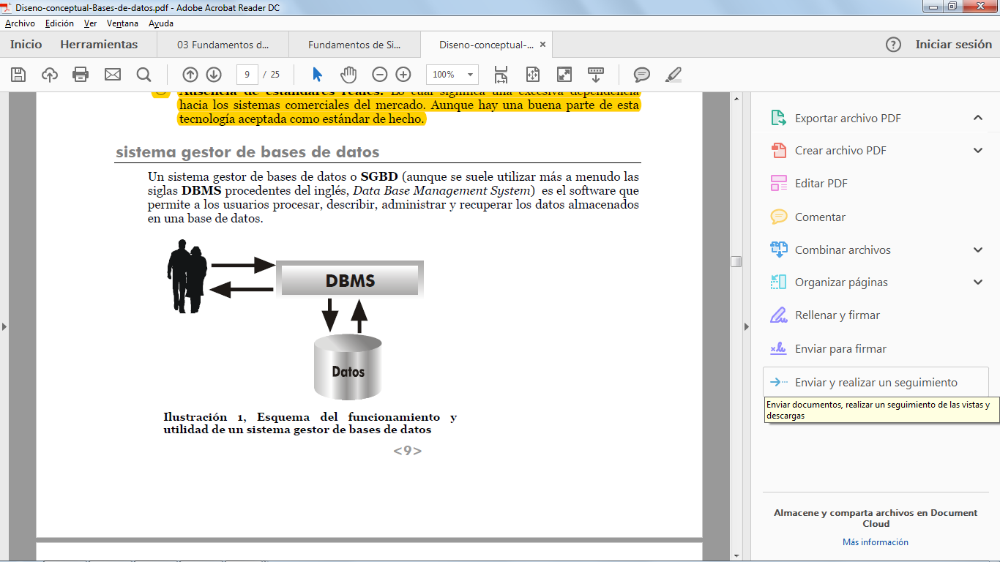 Diseno-conceptual-Bases-de-datos.pdf - Adobe Acrobat Reader DC
Archivo Edición Ver Ventana Ayuda
Inicio Herramientas 03 Fundamentos d... Fundamentos de Si... Diseno-conceptual-... × ? Iniciar sesión
9 / 25 100%
Ausencia de estándares reales. Lo cual significa una excesiva dependencia
hacia los sistemas comerciales del mercado. Aunque hay una buena parte de esta
tecnología aceptada como estándar de hecho.
sistema gestor de bases de datos
Un sistema gestor de bases de datos o SGBD (aunque se suele utilizar más a menudo las
siglas DBMS procedentes del inglés, Data Base Management System) es el software que
permite a los usuarios procesar, describir, administrar y recuperar los datos almacenados
en una base de datos.
DBMS
Datos
Ilustración 1, Esquema del funcionamiento y
utilidad de un sistema gestor de bases de datos
<9>
Exportar archivo PDF
Crear archivo PDF
Editar PDF
Comentar
Combinar archivos
Organizar páginas
Rellenar y firmar
Enviar para firmar
Enviar y realizar un seguimiento
Enviar documentos, realizar un seguimiento de las vistas y
descargas
Almacene y comparta archivos en Document
Cloud
Más información